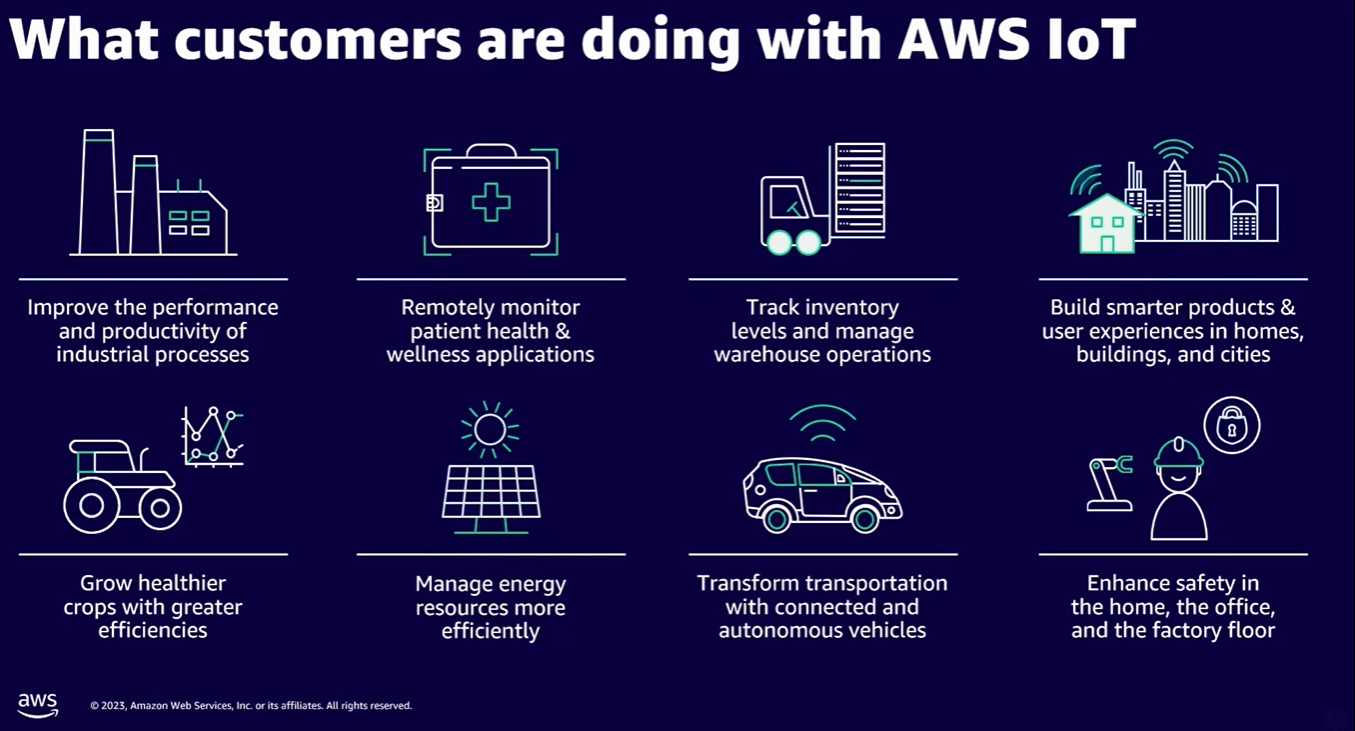 What customers are doing with AWS IoT
Improve the performance
and productivity of
industrial processes
Remotely monitor
patient health &
wellness applications
Track inventory
levels and manage
warehouse operations
Build smarter products &
user experiences in homes,
buildings, and cities
Grow healthier
crops with greater
efficiencies
Manage energy
resources more
efficiently
Transform transportation
with connected and
autonomous vehicles
Enhance safety in
the home, the office,
and the factory floor
aws
© 2023, Amazon Web Services, Inc. or its affiliates. All rights reserved.